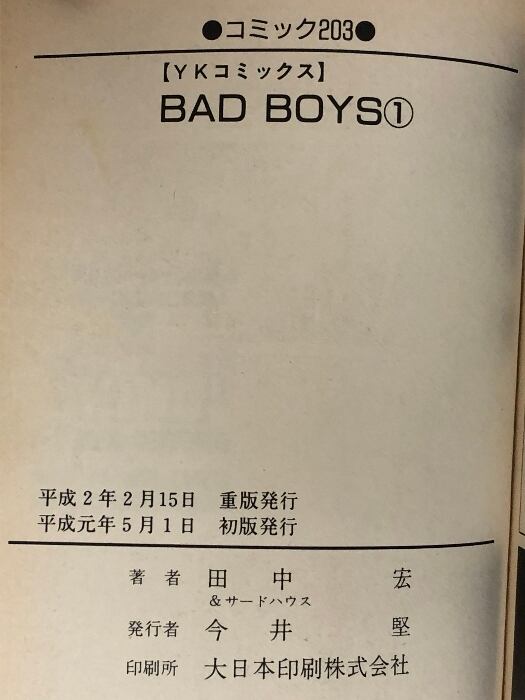 ●コミック203●
【YKコミックス】
BAD BOYS①
平成2年2月15日 重版発行
平成元年5月1日 初版発行
著者 田中 宏
&サードハウス
発行者 今井 堅
印刷所 大日本印刷株式会社